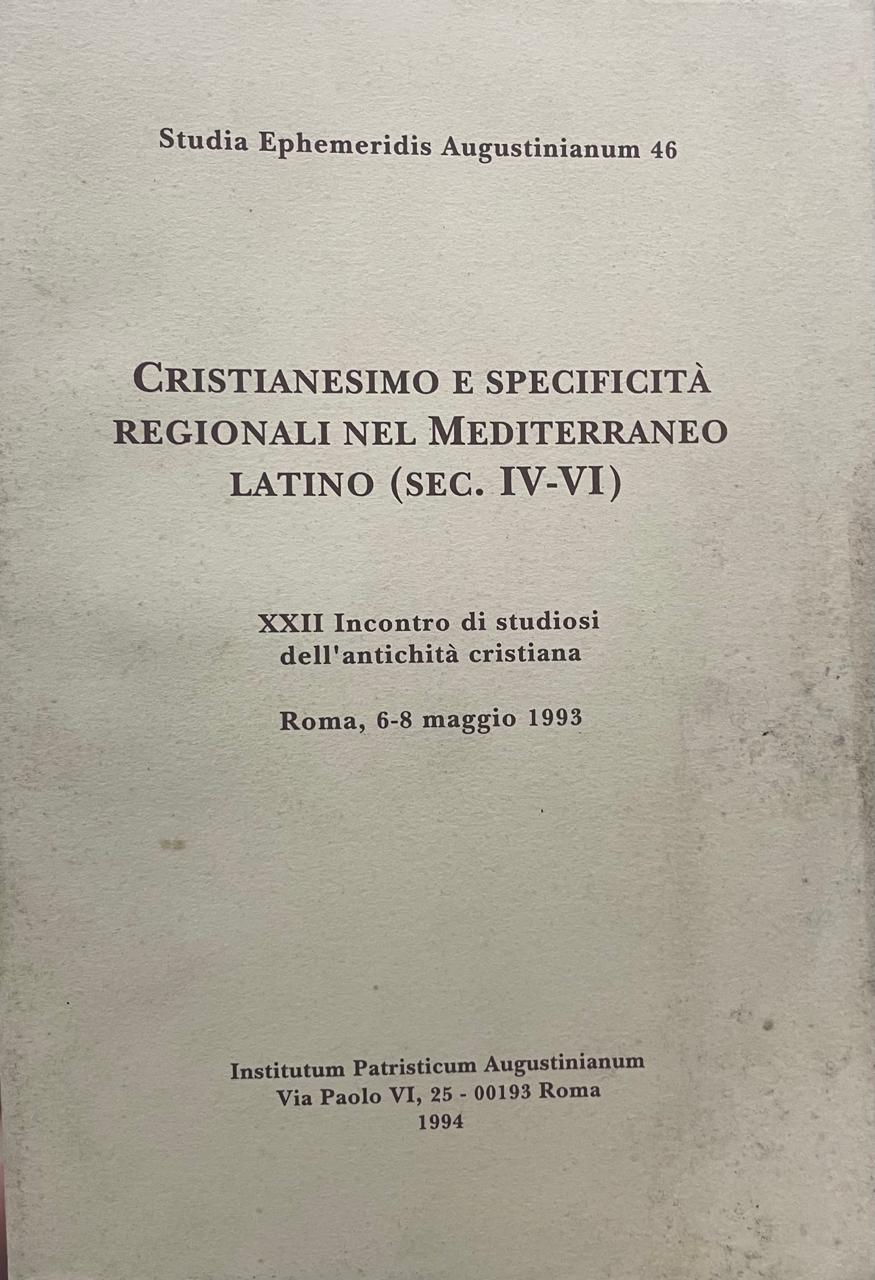 Studia Ephemeridis Augustinianum 46
CRISTIANESIMO E SPECIFICITÀ
REGIONALI NEL MEDITERRANEO
LATINO (SEC. IV-VI)
XXII Incontro di studiosi
dell'antichità cristiana
Roma, 6-8 maggio 1993
Institutum Patristicum Augustinianum
Via Paolo VI, 25 - 00193 Roma
1994